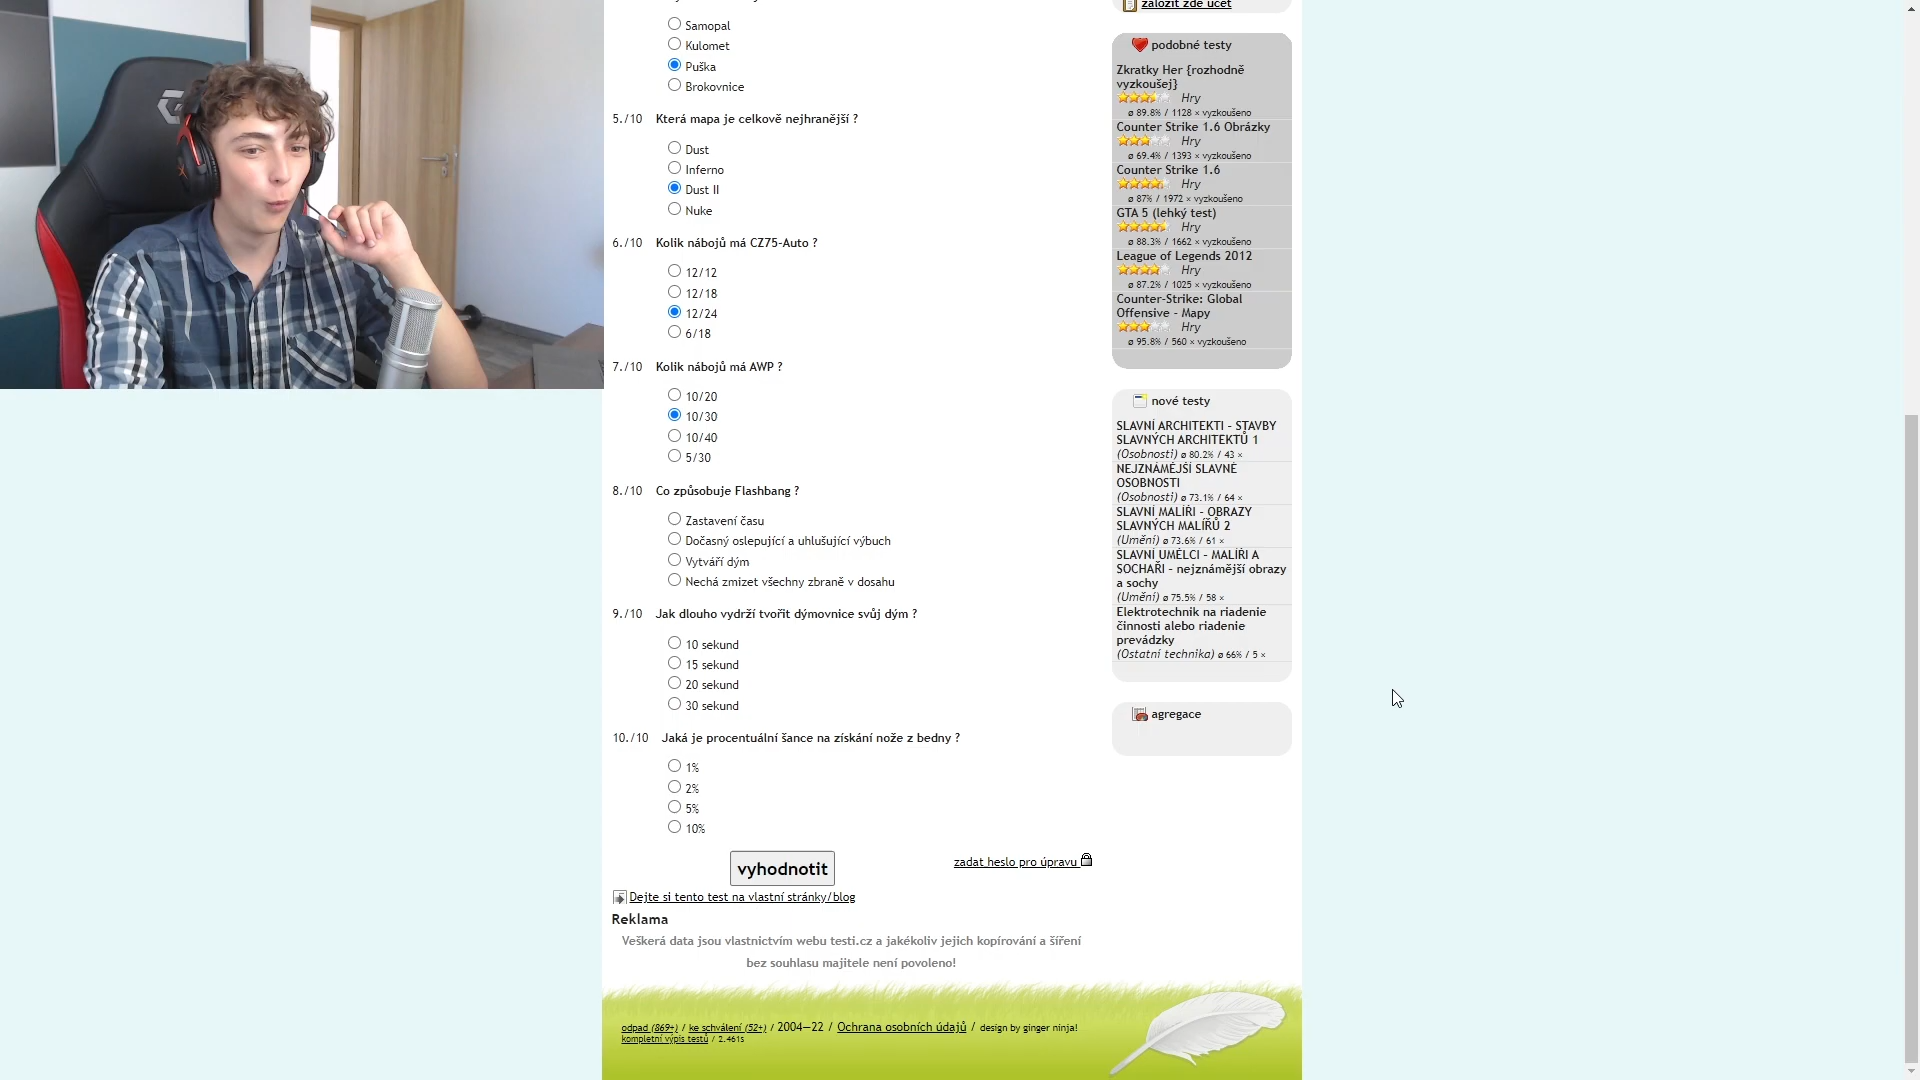 Samopal
Kulomet
Puška
Brokovnice
5./10 Která mapa je celkově nejhranější ?
Dust
Inferno
Dust II
Nuke
6./10 Kolik nábojů má CZ75-Auto ?
12/12
12/18
12/24
6/18
7./10 Kolik nábojů má AWP ?
10/20
10/30
10/40
5/30
8./10 Co způsobuje Flashbang ?
Zastavení času
Dočasný oslepující a uhlušující výbuch
Vytváří dým
Nechá zmizet všechny zbraně v dosahu
9./10 Jak dlouho vydrží tvořit dýmovnice svůj dým ?
10 sekund
15 sekund
20 sekund
30 sekund
10./10 Jaká je procentuální šance na získání nože z bedny ?
1%
2%
5%
10%
vyhodnotit
zadat heslo pro úpravu
Dejte si tento test na vlastní stránky/blog
Reklama
Veškerá data jsou vlastnictvím webu testi.cz a jakékoliv jejich kopírování a šíření
bez souhlasu majitele není povoleno!
odpad (869+) / ke schválení (52+) / 2004—22 / Ochrana osobních údajů / design by ginger ninja!
kompletní výpis testů / 2.461s
založit zde účet
podobné testy
Zkratky Her {rozhodně
vyzkoušej}
Hry
ø 89.8% / 1128 × vyzkoušeno
Counter Strike 1.6 Obrázky
Hry
ø 69.4% / 1393 × vyzkoušeno
Counter Strike 1.6
Hry
ø 87% / 1972 × vyzkoušeno
GTA 5 (lehký test)
Hry
ø 88.3% / 1662 × vyzkoušeno
League of Legends 2012
Hry
ø 87.2% / 1025 × vyzkoušeno
Counter-Strike: Global
Offensive - Mapy
Hry
ø 95.8% / 560 × vyzkoušeno
nové testy
SLAVNÍ ARCHITEKTI - STAVBY
SLAVNÝCH ARCHITEKTŮ 1
(Osobnosti) ø 80.2% / 43 ×
NEJZNÁMĚJŠÍ SLAVNÉ
OSOBNOSTI
(Osobnosti) ø 73.1% / 64 ×
SLAVNÍ MALÍŘI - OBRAZY
SLAVNÝCH MALÍŘŮ 2
(Umění) ø 73.6% / 61 ×
SLAVNÍ UMĚLCI - MALÍŘI A
SOCHAŘI - nejznámější obrazy
a sochy
(Umění) ø 75.5% / 58 ×
Elektrotechnik na riadenie
činnosti alebo riadenie
prevádzky
(Ostatní technika) ø 66% / 5 ×
agregace